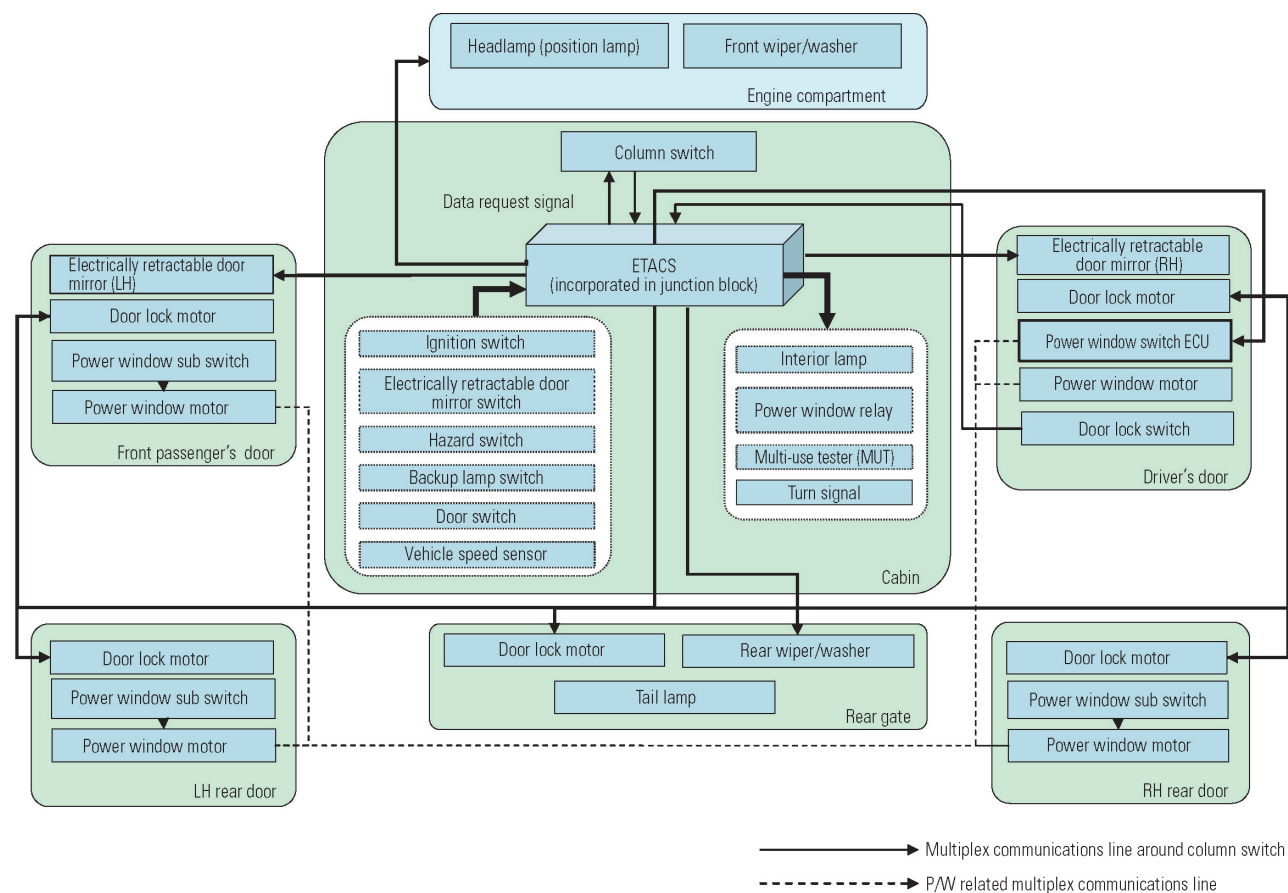 Headlamp (position lamp)
Front wiper/washer
Engine compartment
Column switch
Data request signal
ETACS
(incorporated in junction block)
Electrically retractable door
mirror (LH)
Door lock motor
Power window sub switch
Power window motor
Front passenger's door
Ignition switch
Electrically retractable door
mirror switch
Hazard switch
Backup lamp switch
Door switch
Vehicle speed sensor
Interior lamp
Power window relay
Multi-use tester (MUT)
Turn signal
Cabin
Electrically retractable
door mirror (RH)
Door lock motor
Power window switch ECU
Power window motor
Door lock switch
Driver's door
Door lock motor
Power window sub switch
Power window motor
LH rear door
Door lock motor
Rear wiper/washer
Tail lamp
Rear gate
Door lock motor
Power window sub switch
Power window motor
RH rear door
Multiplex communications line around column switch
P/W related multiplex communications line